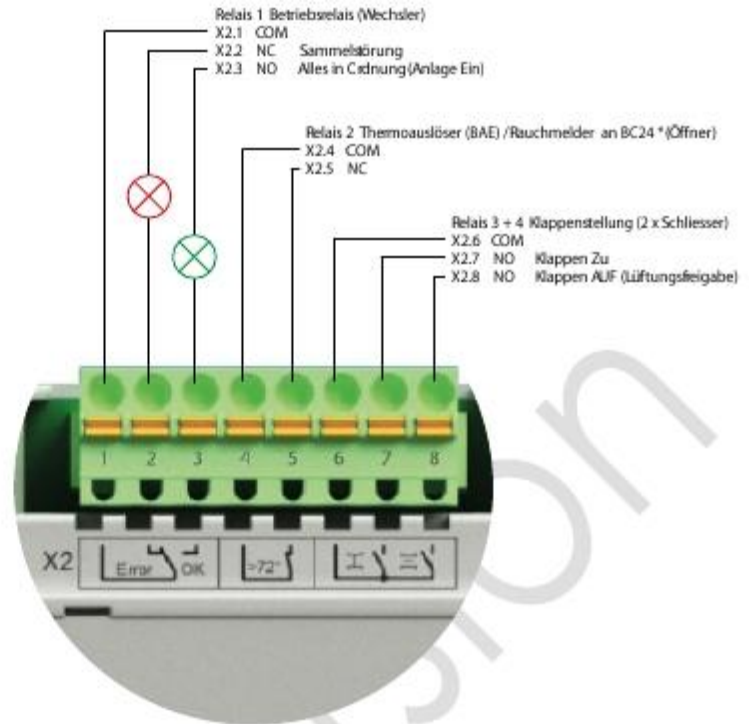 Relais 1 Betriebsrelais (Wechsler)
X2.1 COM
X2.2 NC Sammelstörung
X2.3 NO Alles in Crdnung (Anlage Ein)
Relais 2 Thermoauslöser (BAE) / Rauchmelder an BC24 * (Öffner)
X2.4 COM
X2.5 NC
Relais 3 + 4 Klappenstellung (2 x Schliesser)
X2.6 COM
X2.7 NO Klappen Zu
X2.8 NO Klappen AUF (Lüftungsfreigabe)
1 2 3 4 5 6 7 8
X2 Error OK >72°
sion